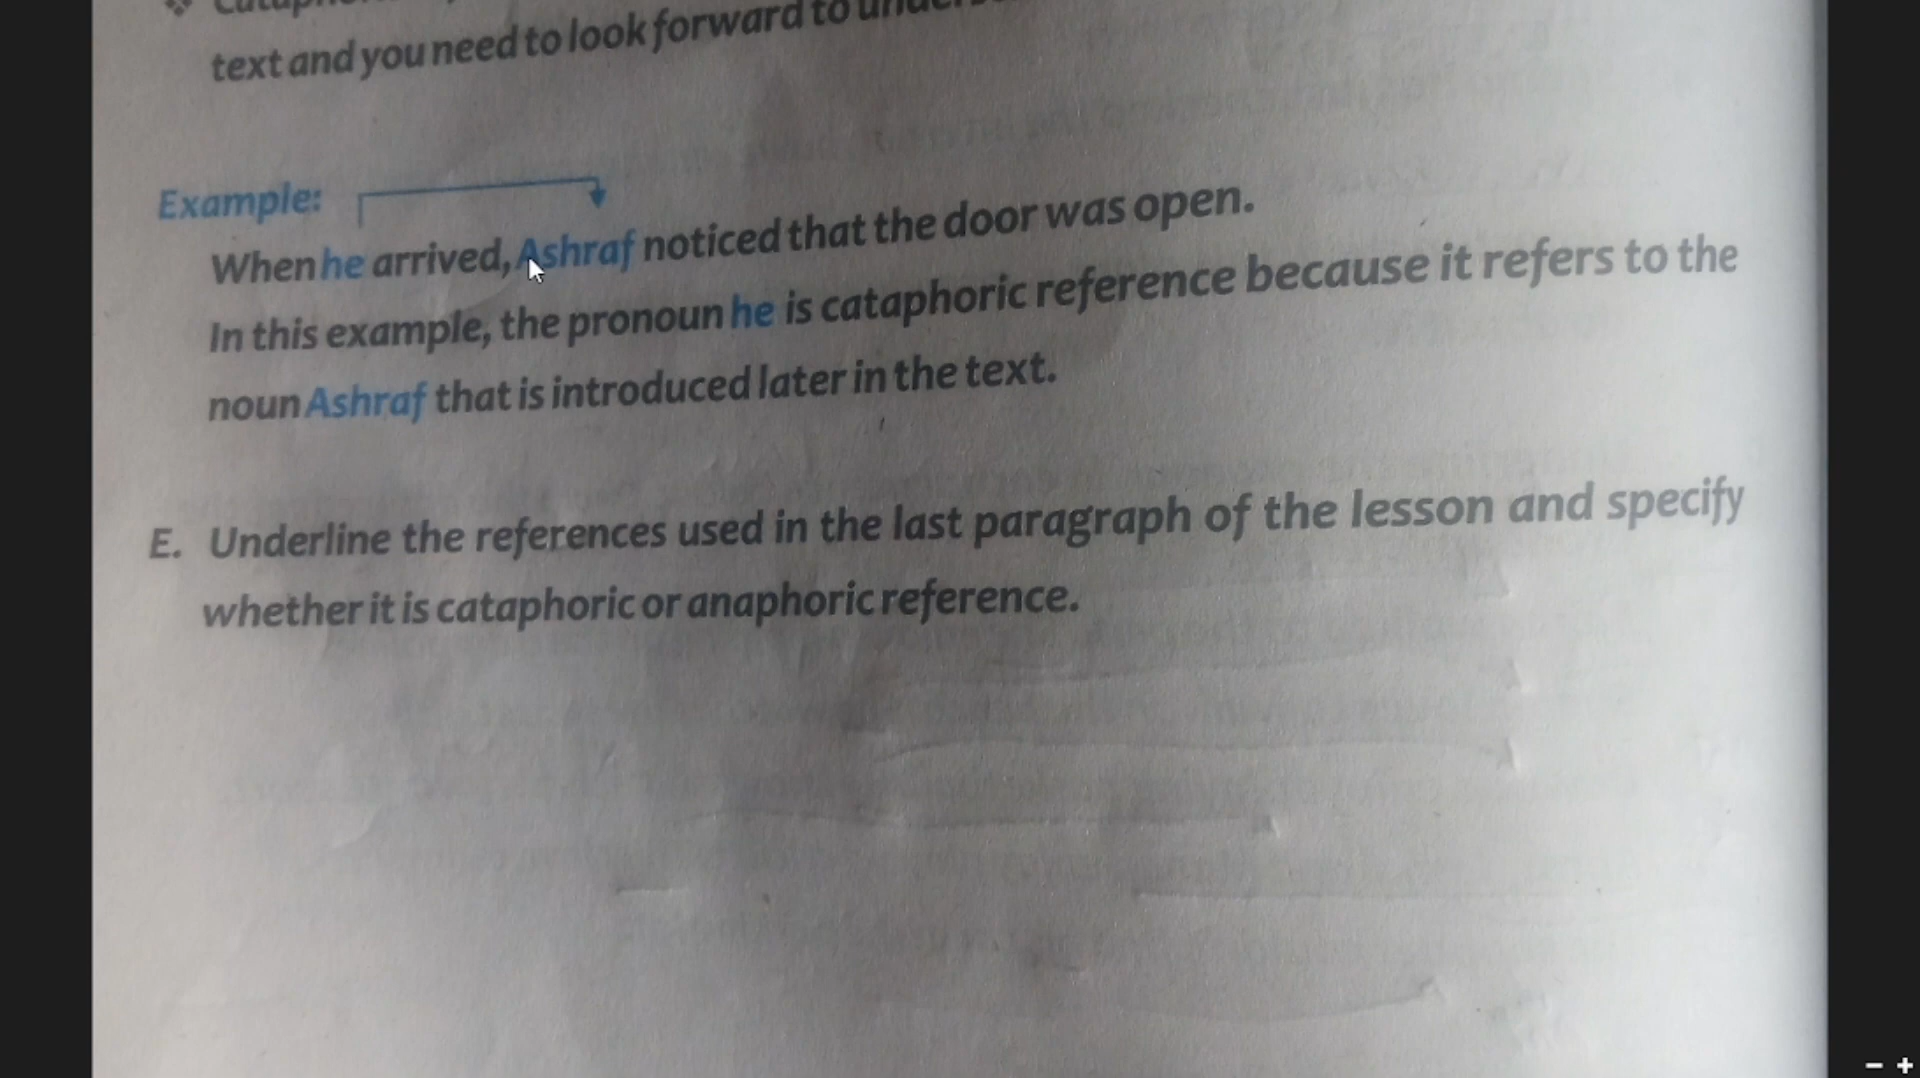 text and you need to look forward to
Example:
When he arrived, Ashraf noticed that the door was open.
In this example, the pronoun he is cataphoric reference because it refers to the
noun Ashraf that is introduced later in the text.
E. Underline the references used in the last paragraph of the lesson and specify
whether it is cataphoric or anaphoric reference.